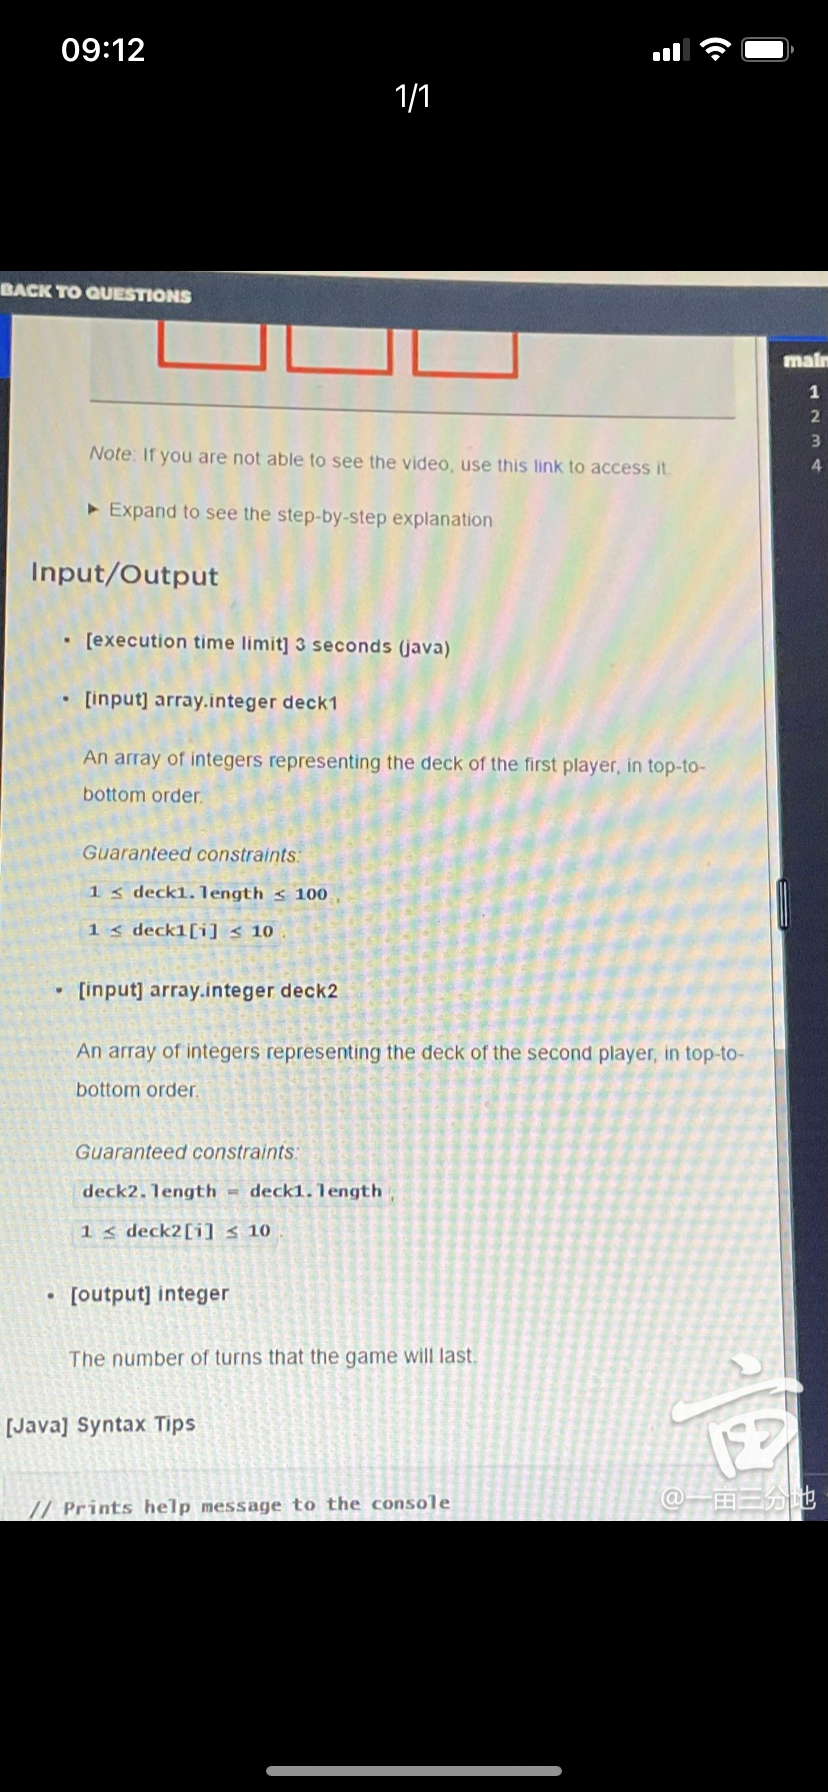 09:12
1/1
BACK TO QUESTIONS
main
1
2
3
4
Note: If you are not able to see the video, use this link to access it.
▶ Expand to see the step-by-step explanation
Input/Output
• [execution time limit] 3 seconds (java)
• [input] array.integer deck1
An array of integers representing the deck of the first player, in top-to-
bottom order.
Guaranteed constraints:
1 ≤ deck1.length ≤ 100 ,
1 ≤ deck1[i] ≤ 10 .
• [input] array.integer deck2
An array of integers representing the deck of the second player, in top-to-
bottom order.
Guaranteed constraints:
deck2.length = deck1.length ,
1 ≤ deck2[i] ≤ 10 .
• [output] integer
The number of turns that the game will last.
[Java] Syntax Tips
// Prints help message to the console
亩
@一亩三分地